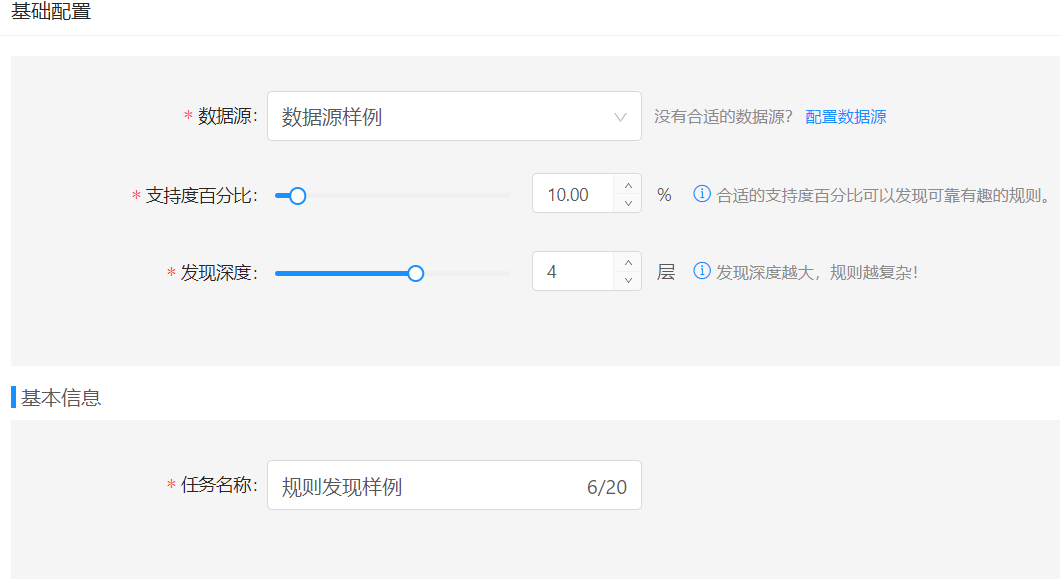 基础配置
* 数据源: 数据源样例 没有合适的数据源? 配置数据源
* 支持度百分比: 10.00 % 合适的支持度百分比可以发现可靠有趣的规则。
* 发现深度: 4 层 发现深度越大，规则越复杂!
基本信息
* 任务名称: 规则发现样例 6/20